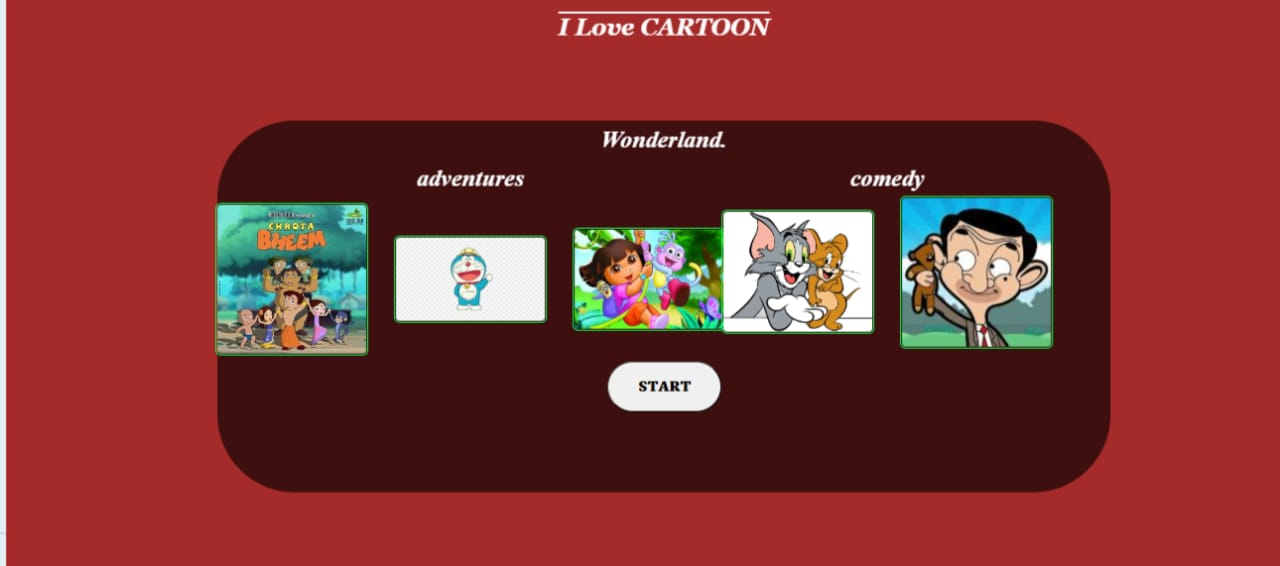 I Love CARTOON
Wonderland.
adventures
comedy
CHHOTA
BHEEM
START